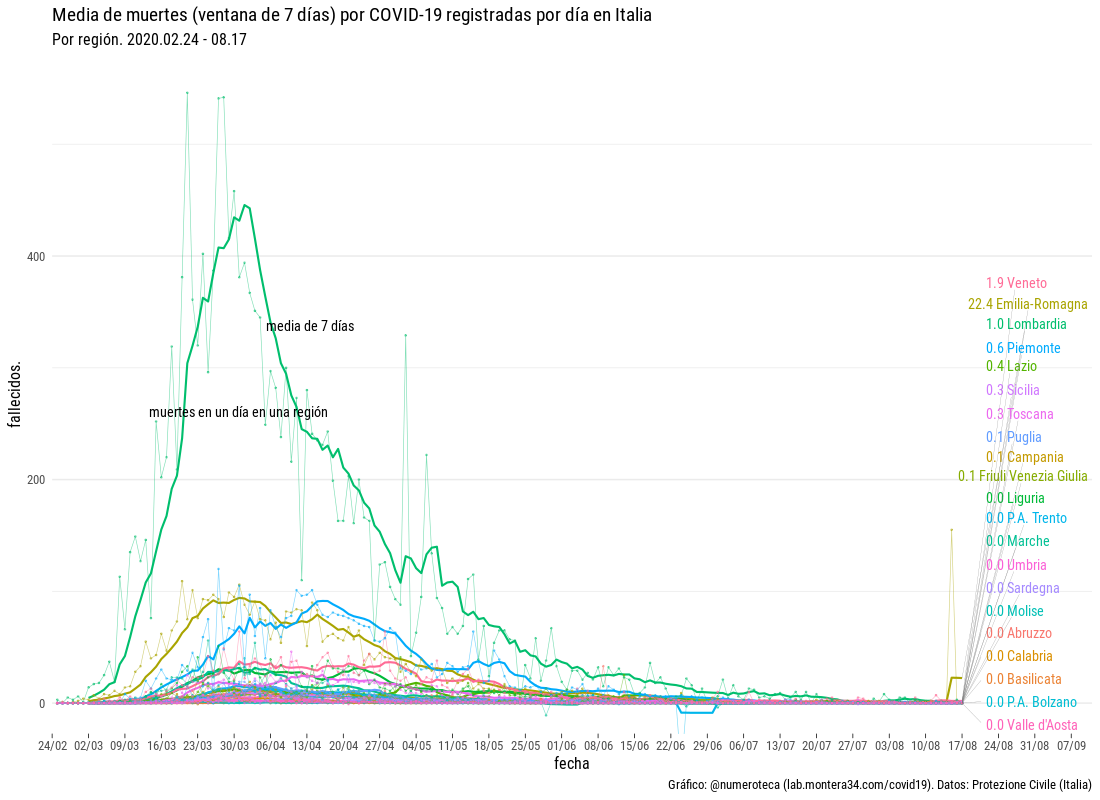 Media de muertes (ventana de 7 días) por COVID-19 registradas por día en Italia
Por región. 2020.02.24 - 08.17
fallecidos.
400
200
0
media de 7 días
muertes en un día en una región
1.9 Veneto
22.4 Emilia-Romagna
1.0 Lombardia
0.6 Piemonte
0.4 Lazio
0.3 Sicilia
0.3 Toscana
0.1 Puglia
0.1 Campania
0.1 Friuli Venezia Giulia
0.0 Liguria
0.0 P.A. Trento
0.0 Marche
0.0 Umbria
0.0 Sardegna
0.0 Molise
0.0 Abruzzo
0.0 Calabria
0.0 Basilicata
0.0 P.A. Bolzano
0.0 Valle d'Aosta
24/02 02/03 09/03 16/03 23/03 30/03 06/04 13/04 20/04 27/04 04/05 11/05 18/05 25/05 01/06 08/06 15/06 22/06 29/06 06/07 13/07 20/07 27/07 03/08 10/08 17/08 24/08 31/08 07/09
fecha
Gráfico: @numeroteca (lab.montera34.com/covid19). Datos: Protezione Civile (Italia)